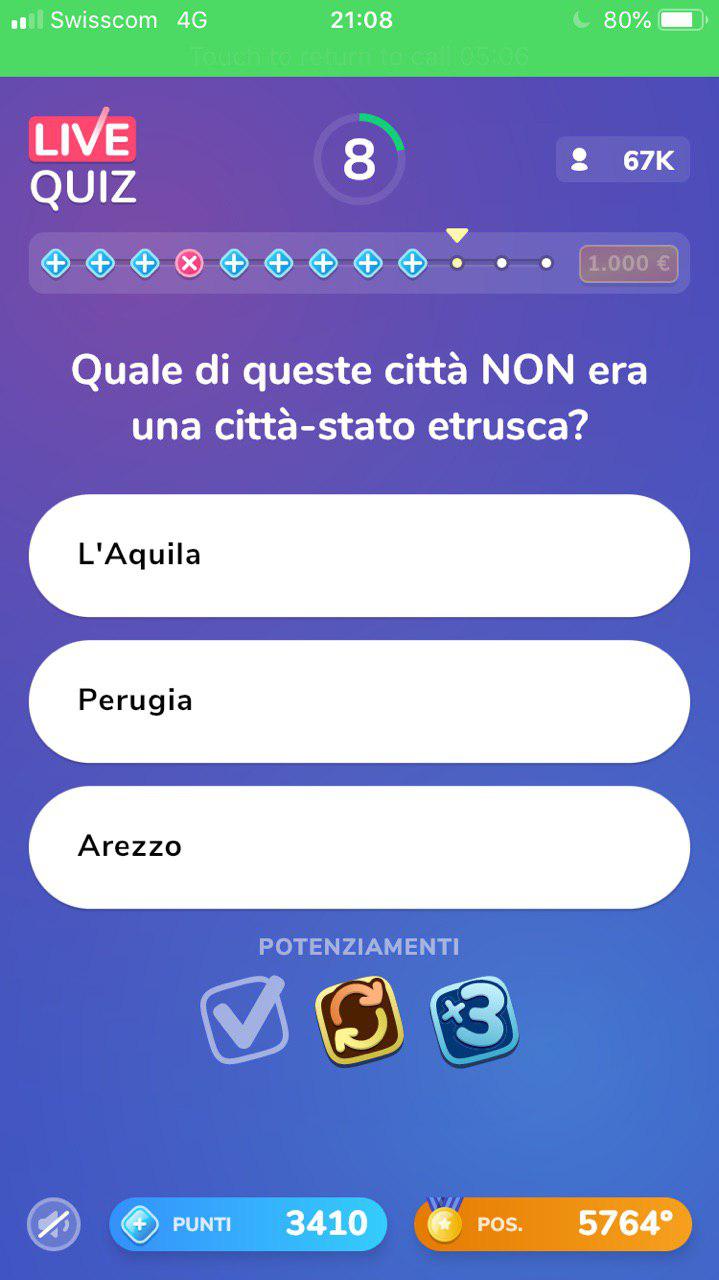 Swisscom 4G 21:08 80%
Touch to return to call 05:06
LIVE
QUIZ
8
67K
1.000 €
Quale di queste città NON era
una città-stato etrusca?
L'Aquila
Perugia
Arezzo
POTENZIAMENTI
×3
PUNTI 3410
POS. 5764°